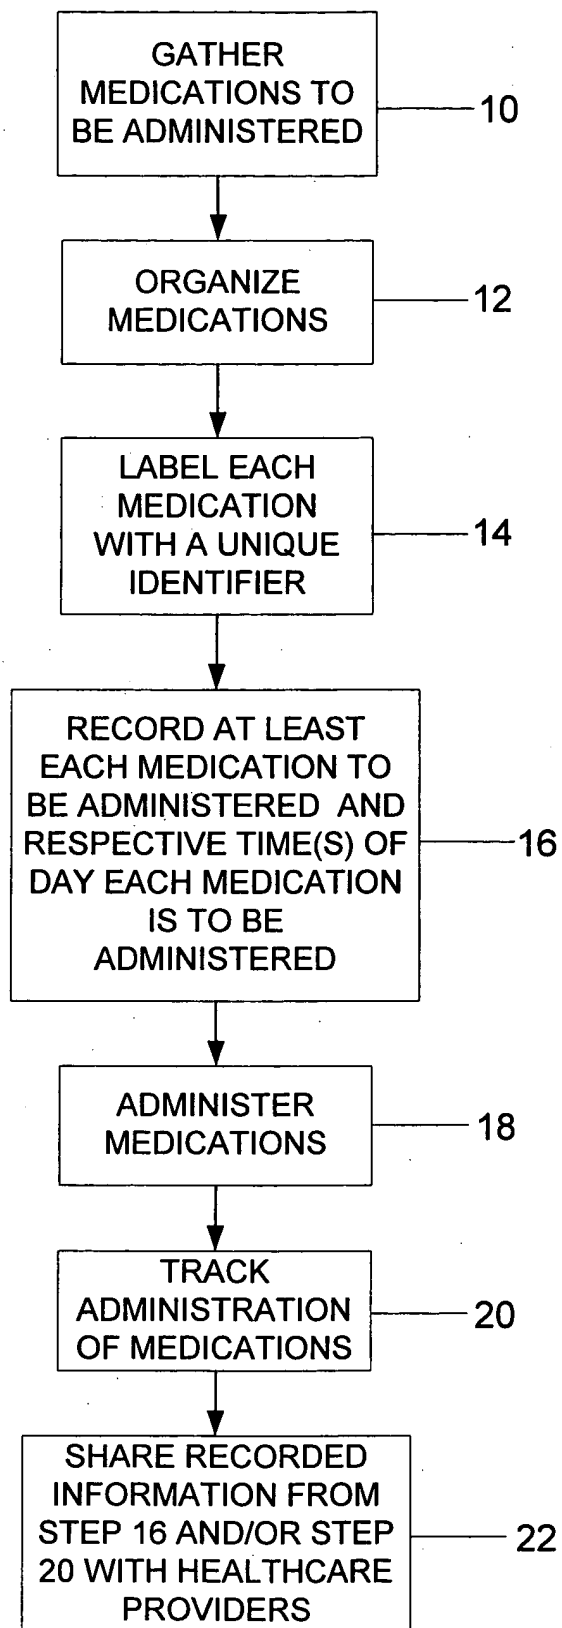 GATHER
MEDICATIONS TO
BE ADMINISTERED
10
ORGANIZE
MEDICATIONS
12
LABEL EACH
MEDICATION
WITH A UNIQUE
IDENTIFIER
14
RECORD AT LEAST
EACH MEDICATION TO
BE ADMINISTERED AND
RESPECTIVE TIME(S) OF
DAY EACH MEDICATION
IS TO BE
ADMINISTERED
16
ADMINISTER
MEDICATIONS
18
TRACK
ADMINISTRATION
OF MEDICATIONS
20
SHARE RECORDED
INFORMATION FROM
STEP 16 AND/OR STEP
20 WITH HEALTHCARE
PROVIDERS
22